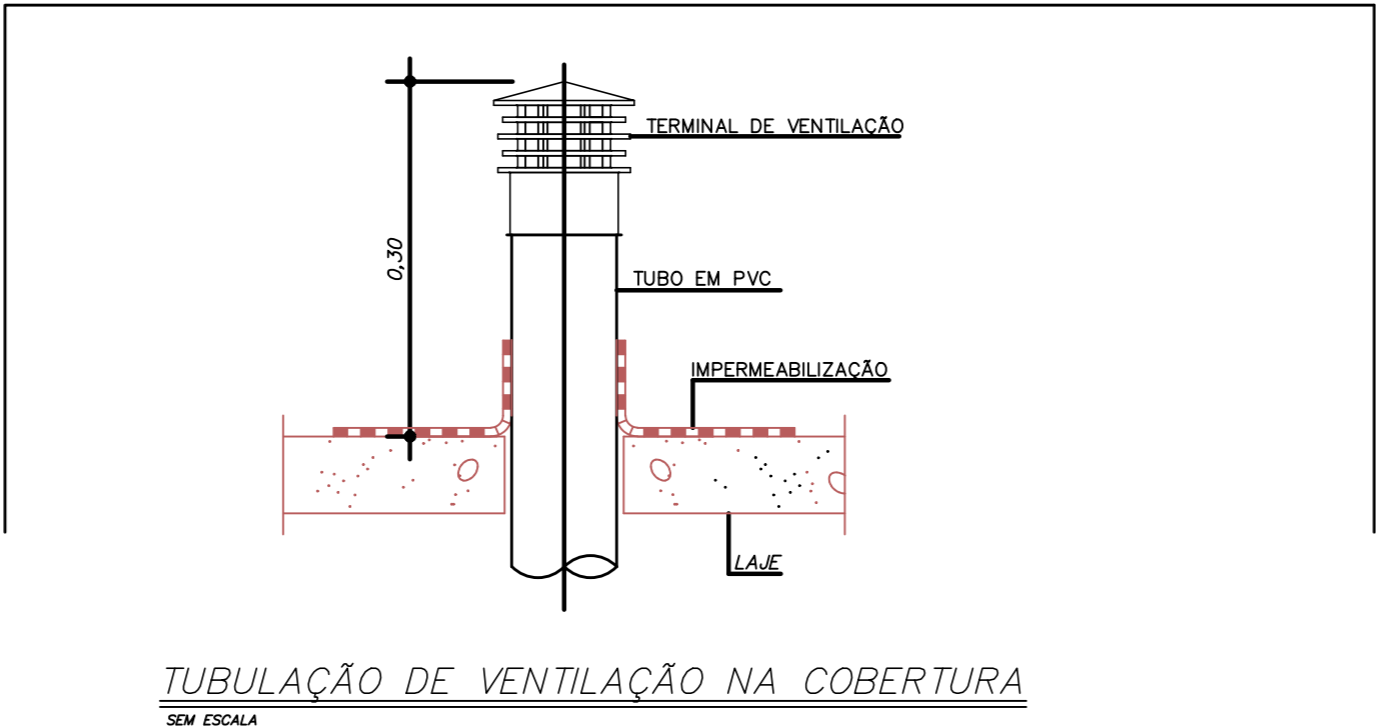 TERMINAL DE VENTILAÇÃO
0,30
TUBO EM PVC
IMPERMEABILIZAÇÃO
LAJE
TUBULAÇÃO DE VENTILAÇÃO NA COBERTURA
SEM ESCALA